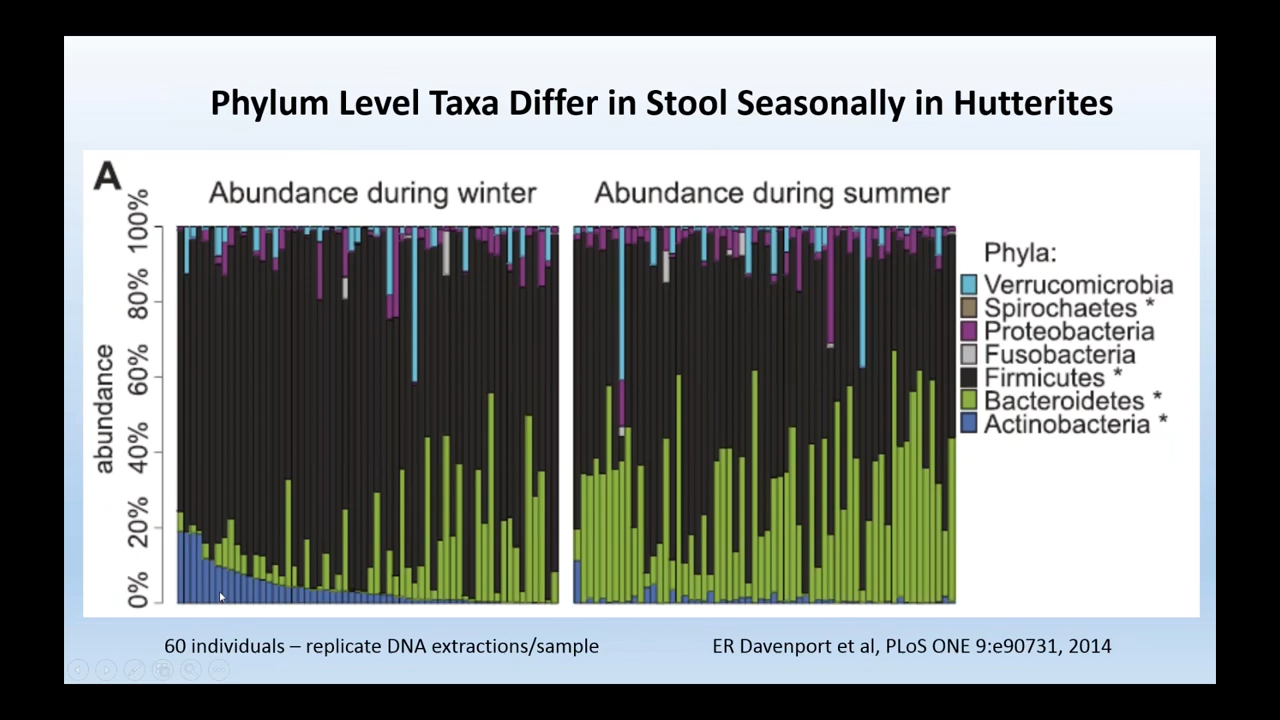 Phylum Level Taxa Differ in Stool Seasonally in Hutterites
A
Abundance during winter
Abundance during summer
abundance
100%
80%
60%
40%
20%
0%
Phyla:
Verrucomicrobia
Spirochaetes *
Proteobacteria
Fusobacteria
Firmicutes *
Bacteroidetes *
Actinobacteria *
60 individuals – replicate DNA extractions/sample
ER Davenport et al, PLoS ONE 9:e90731, 2014